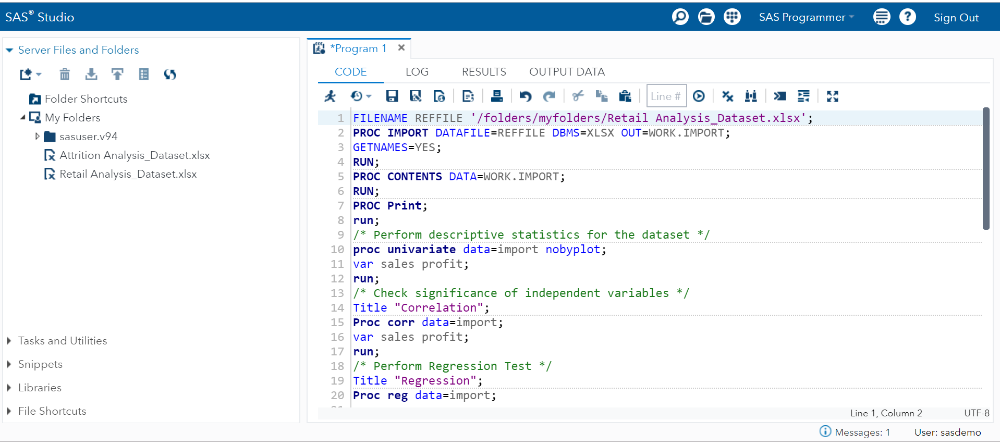 SAS® Studio
SAS Programmer
Sign Out
Server Files and Folders
Folder Shortcuts
My Folders
sasuser.v94
Attrition Analysis_Dataset.xlsx
Retail Analysis_Dataset.xlsx
Tasks and Utilities
Snippets
Libraries
File Shortcuts
*Program 1
CODE LOG RESULTS OUTPUT DATA
Line #
1 FILENAME REFFILE '/folders/myfolders/Retail Analysis_Dataset.xlsx';
2 PROC IMPORT DATAFILE=REFFILE DBMS=XLSX OUT=WORK.IMPORT;
3 GETNAMES=YES;
4 RUN;
5 PROC CONTENTS DATA=WORK.IMPORT;
6 RUN;
7 PROC Print;
8 run;
9 /* Perform descriptive statistics for the dataset */
10 proc univariate data=import nobyplot;
11 var sales profit;
12 run;
13 /* Check significance of independent variables */
14 Title "Correlation";
15 Proc corr data=import;
16 var sales profit;
17 run;
18 /* Perform Regression Test */
19 Title "Regression";
20 Proc reg data=import;
Line 1, Column 2
UTF-8
Messages: 1
User: sasdemo